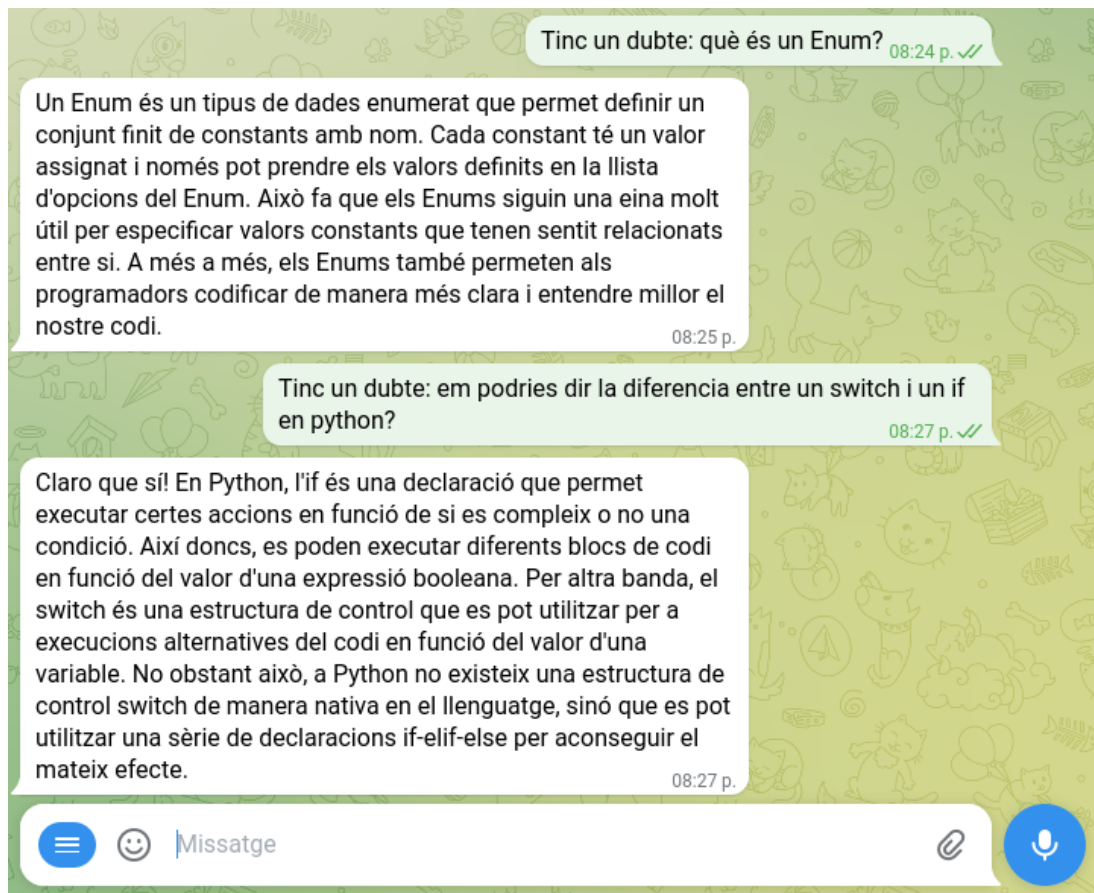 Tinc un dubte: què és un Enum? 08:24 p.
Un Enum és un tipus de dades enumerat que permet definir un
conjunt finit de constants amb nom. Cada constant té un valor
assignat i només pot prendre els valors definits en la llista
d'opcions del Enum. Això fa que els Enums siguin una eina molt
útil per especificar valors constants que tenen sentit relacionats
entre si. A més a més, els Enums també permeten als
programadors codificar de manera més clara i entendre millor el
nostre codi.
08:25 p.
Tinc un dubte: em podries dir la diferencia entre un switch i un if
en python?
08:27 p.
Claro que sí! En Python, l'if és una declaració que permet
executar certes accions en funció de si es compleix o no una
condició. Així doncs, es poden executar diferents blocs de codi
en funció del valor d'una expressió booleana. Per altra banda, el
switch és una estructura de control que es pot utilitzar per a
execucions alternatives del codi en funció del valor d'una
variable. No obstant això, a Python no existeix una estructura de
control switch de manera nativa en el llenguatge, sinó que es pot
utilitzar una sèrie de declaracions if-elif-else per aconseguir el
mateix efecte.
08:27 p.
Missatge